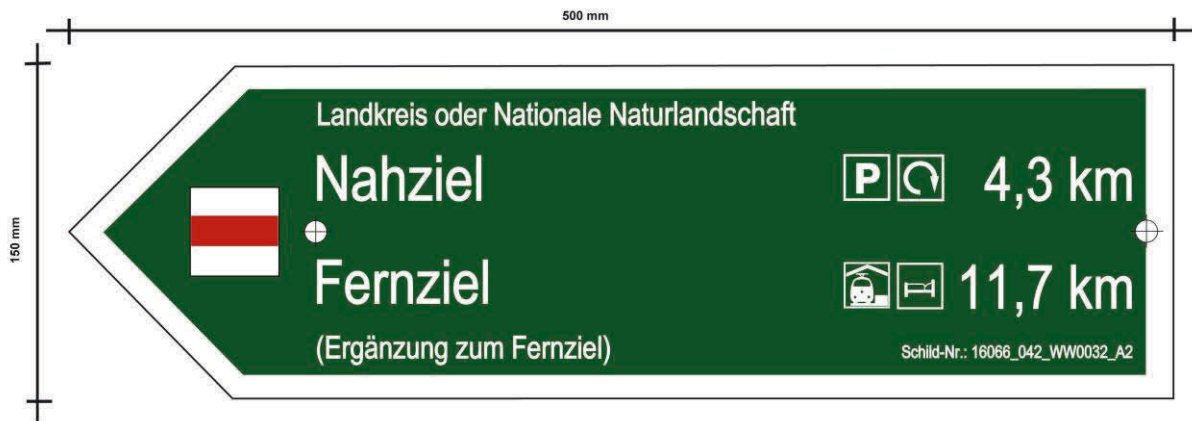 500 mm
150 mm
Landkreis oder Nationale Naturlandschaft
Nahziel P 4,3 km
Fernziel 11,7 km
(Ergänzung zum Fernziel)
Schild-Nr.: 16066_042_WW0032_A2